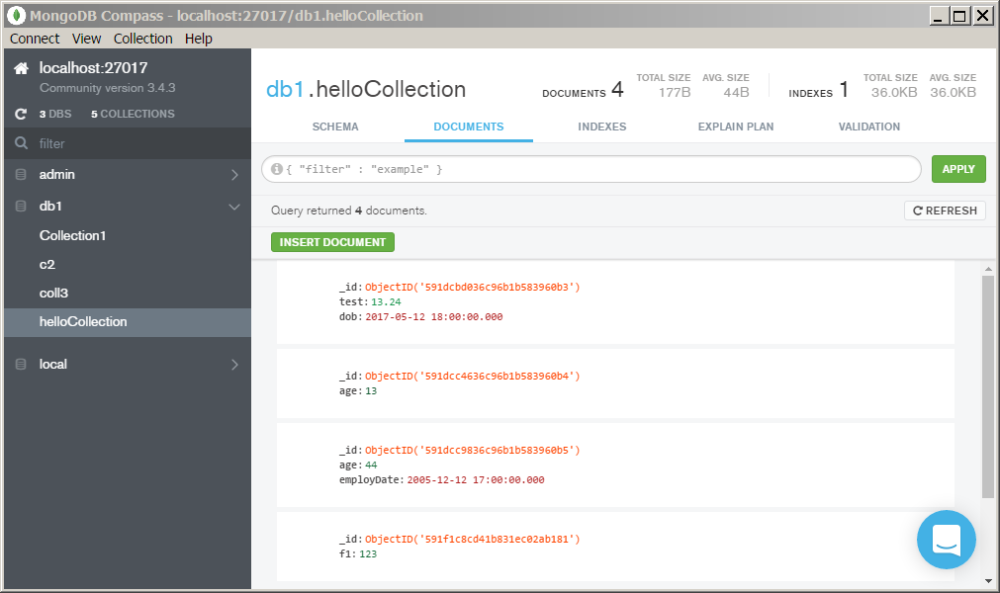 MongoDB Compass - localhost:27017/db1.helloCollection
Connect View Collection Help
localhost:27017
Community version 3.4.3
3 DBS 5 COLLECTIONS
filter
admin
db1
Collection1
c2
coll3
helloCollection
local
db1.helloCollection
DOCUMENTS 4
TOTAL SIZE AVG. SIZE
177B 44B
INDEXES 1
TOTAL SIZE AVG. SIZE
36.0KB 36.0KB
SCHEMA DOCUMENTS INDEXES EXPLAIN PLAN VALIDATION
{ "filter" : "example" }
APPLY
Query returned 4 documents.
REFRESH
INSERT DOCUMENT
_id: ObjectID('591dcbd036c96b1b583960b3')
test: 13.24
dob: 2017-05-12 18:00:00.000
_id: ObjectID('591dcc4636c96b1b583960b4')
age: 13
_id: ObjectID('591dcc9836c96b1b583960b5')
age: 44
employDate: 2005-12-12 17:00:00.000
_id: ObjectID('591f1c8cd41b831ec02ab181')
f1: 123